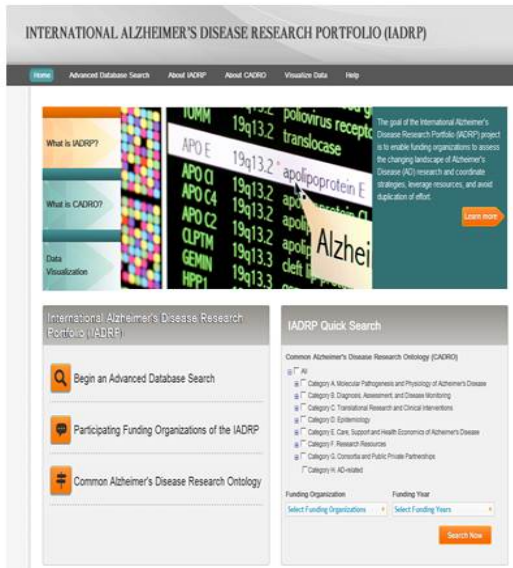 INTERNATIONAL ALZHEIMER'S DISEASE RESEARCH PORTFOLIO (IADRP)
Home Advanced Database Search About IADRP About CADRO Visualize Data Help
What is IADRP?
What is CADRO?
Data
Visualization
TOMM
APO E
APO CI
APO C4
APO C2
CLPTM
GEMIN
HPP1
19q13.2
19q13.2
19q13.2
19q13.2
19q13.2
19q13.3
19q13.3
poliovirus recepto
translocase
apolipoprotein E
apolip
cleft lip
Alzhei
The goal of the International Alzheimer's
Disease Research Portfolio (IADRP) project
is to enable funding organizations to assess
the changing landscape of Alzheimer's
Disease (AD) research and coordinate
strategies, leverage resources, and avoid
duplication of effort.
Learn more
International Alzheimer's Disease Research
Portfolio (IADRP)
Begin an Advanced Database Search
Participating Funding Organizations of the IADRP
Common Alzheimer's Disease Research Ontology
IADRP Quick Search
Common Alzheimer's Disease Research Ontology (CADRO)
All
Category A. Molecular Pathogenesis and Physiology of Alzheimer's Disease
Category B. Diagnosis, Assessment, and Disease Monitoring
Category C. Translational Research and Clinical Interventions
Category D. Epidemiology
Category E. Care, Support and Health Economics of Alzheimer's Disease
Category F. Research Resources
Category G. Consortia and Public Private Partnerships
Category H. AD-related
Funding Organization Funding Year
Select Funding Organizations Select Funding Years
Search Now